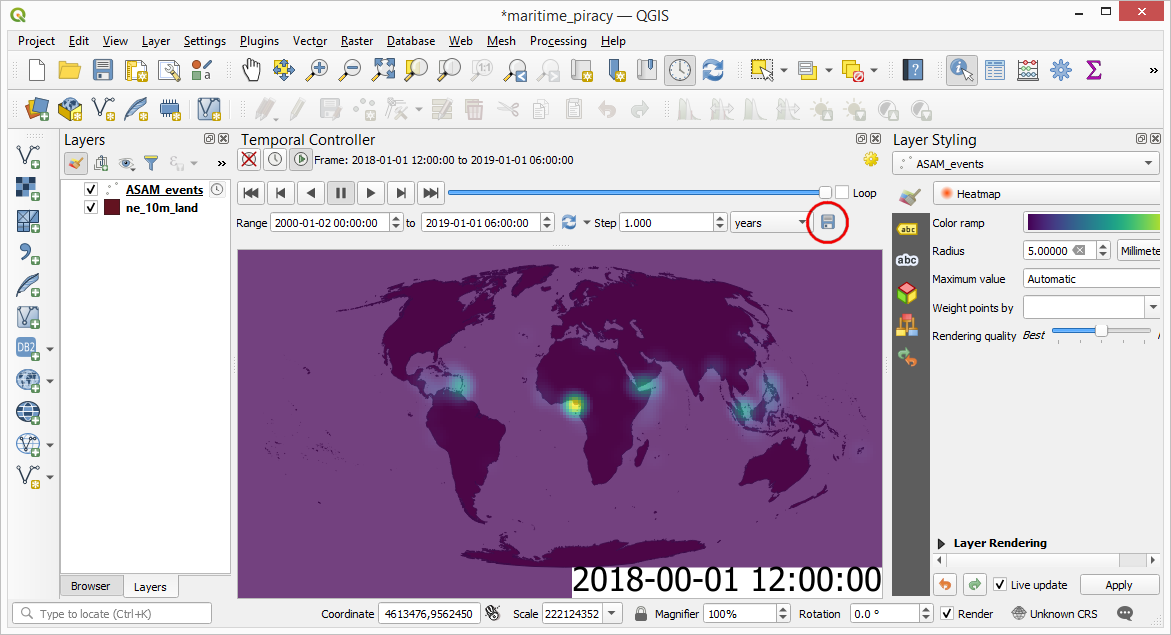 *maritime_piracy — QGIS
Project Edit View Layer Settings Plugins Vector Raster Database Web Mesh Processing Help
1:1
a
?
Σ
»
Layers
Temporal Controller
Layer Styling
Frame: 2018-01-01 12:00:00 to 2019-01-01 06:00:00
ASAM_events
»
ASAM_events
ne_10m_land
Loop
Heatmap
Range 2000-01-02 00:00:00 to 2019-01-01 06:00:00 Step 1.000 years
abc
Color ramp
abc
Radius 5.00000 Millimete
Maximum value Automatic
Weight points by
Rendering quality Best
DB2
Layer Rendering
2018-00-01 12:00:00
Browser Layers
Live update Apply
Type to locate (Ctrl+K)
Coordinate 4613476,9562450 Scale 222124352 Magnifier 100% Rotation 0.0 ° Render Unknown CRS